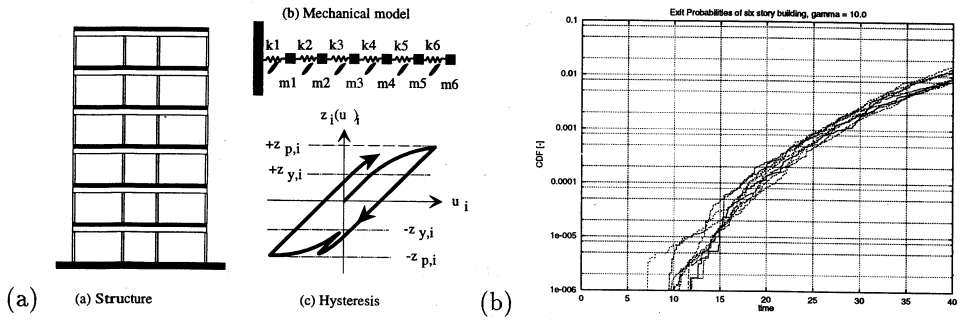 (b) Mechanical model
k1 k2 k3 k4 k5 k6
m1 m2 m3 m4 m5 m6
z i(u )i
+z p,i
+z y,i
u i
-z y,i
-z p,i
(a)
(a) Structure
(c) Hysteresis
(b)
Exit Probabilities of six story building, gamma = 10.0
CDF [-]
0.1
0.01
0.001
0.0001
1e-005
1e-006
0 5 10 15 20 25 30 35 40
time